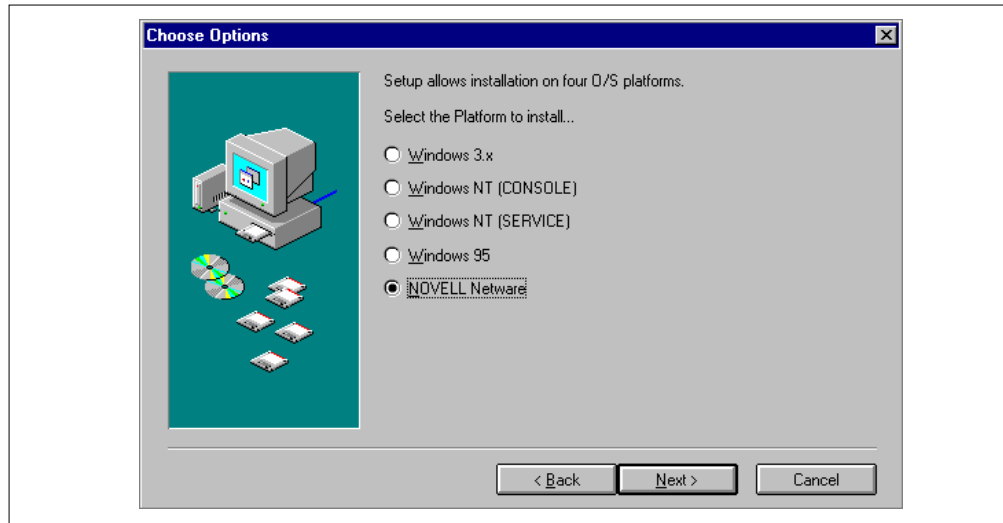 Choose Options
Setup allows installation on four O/S platforms.
Select the Platform to install...
Windows 3.x
Windows NT (CONSOLE)
Windows NT (SERVICE)
Windows 95
NOVELL Netware
< Back
Next >
Cancel